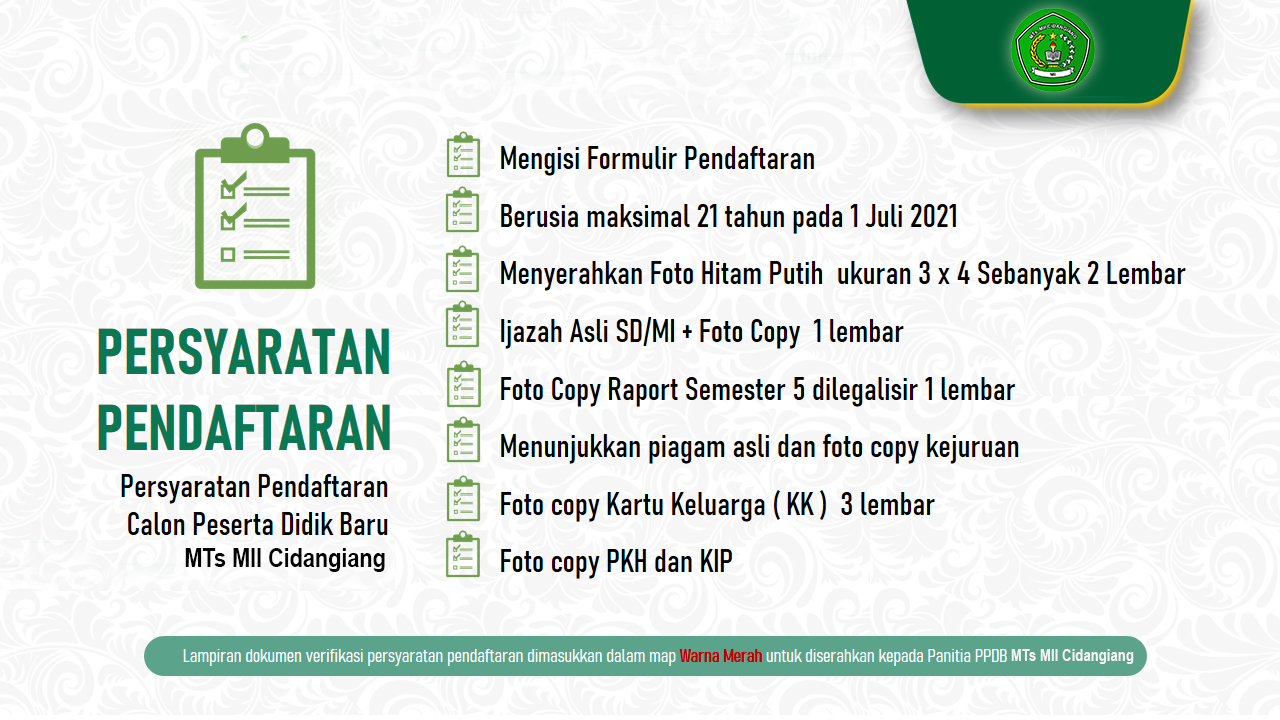 MTs MII CIDANGIANG
MII
PERSYARATAN
PENDAFTARAN
Persyaratan Pendaftaran
Calon Peserta Didik Baru
MTs MII Cidangiang
Mengisi Formulir Pendaftaran
Berusia maksimal 21 tahun pada 1 Juli 2021
Menyerahkan Foto Hitam Putih ukuran 3 x 4 Sebanyak 2 Lembar
Ijazah Asli SD/MI + Foto Copy 1 lembar
Foto Copy Raport Semester 5 dilegalisir 1 lembar
Menunjukkan piagam asli dan foto copy kejuruan
Foto copy Kartu Keluarga ( KK ) 3 lembar
Foto copy PKH dan KIP
Lampiran dokumen verifikasi persyaratan pendaftaran dimasukkan dalam map Warna Merah untuk diserahkan kepada Panitia PPDB MTs MII Cidangiang